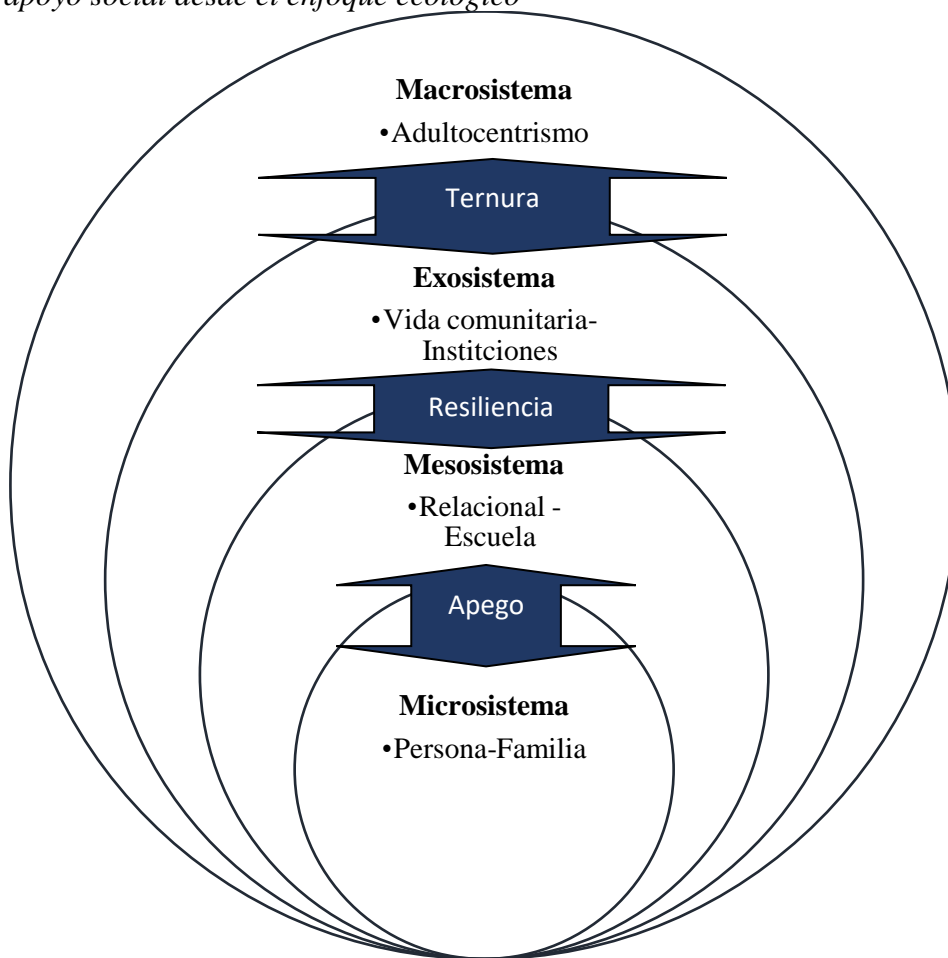 apoyo social desde el enfoque ecológico
Macrosistema
•Adultocentrismo
Ternura
Exosistema
•Vida comunitaria-
Institciones
Resiliencia
Mesosistema
•Relacional -
Escuela
Apego
Microsistema
•Persona-Familia